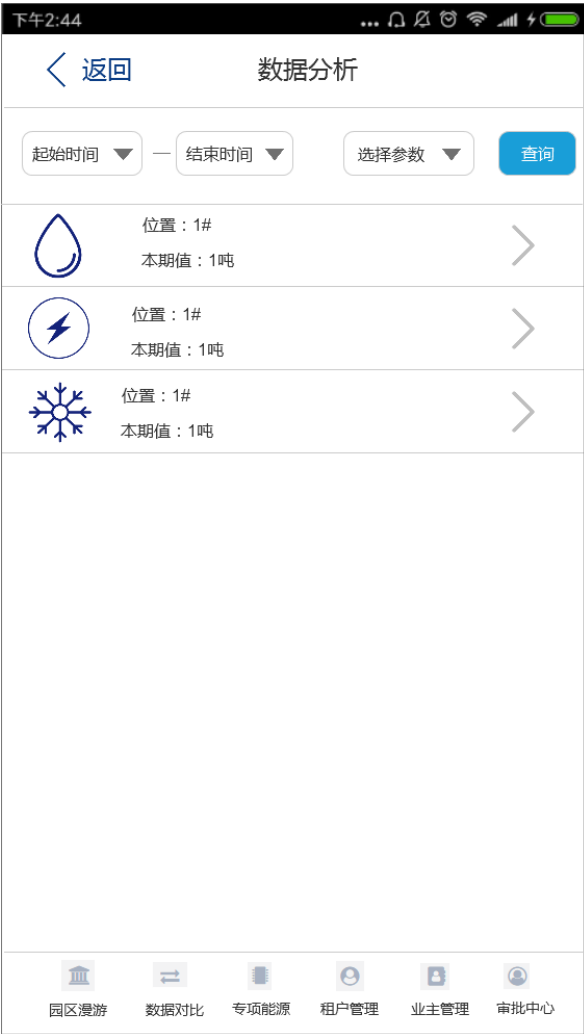 下午2:44
返回
数据分析
起始时间 — 结束时间 选择参数 查询
位置：1#
本期值：1吨
位置：1#
本期值：1吨
位置：1#
本期值：1吨
园区漫游 数据对比 专项能源 租户管理 业主管理 审批中心